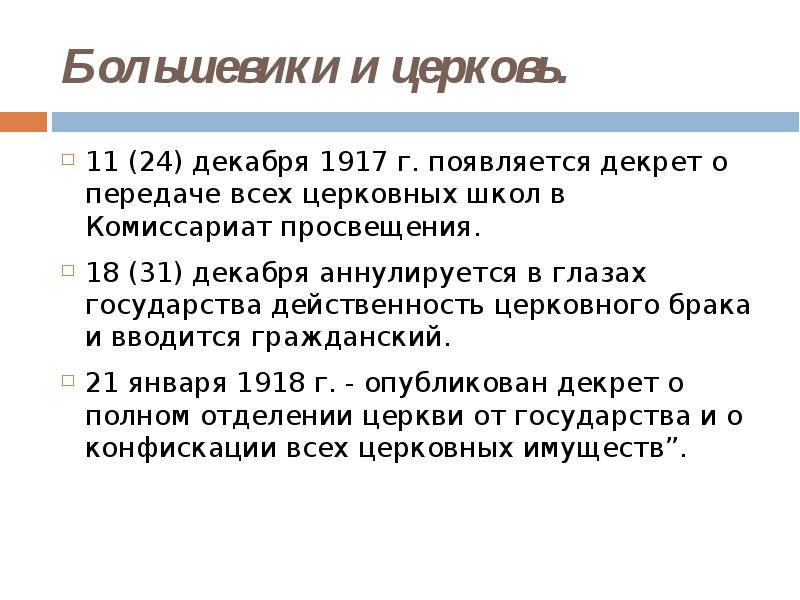 Большевики и церковь.
11 (24) декабря 1917 г. появляется декрет о
передаче всех церковных школ в
Комиссариат просвещения.
18 (31) декабря аннулируется в глазах
государства действенность церковного брака
и вводится гражданский.
21 января 1918 г. - опубликован декрет о
полном отделении церкви от государства и о
конфискации всех церковных имуществ”.